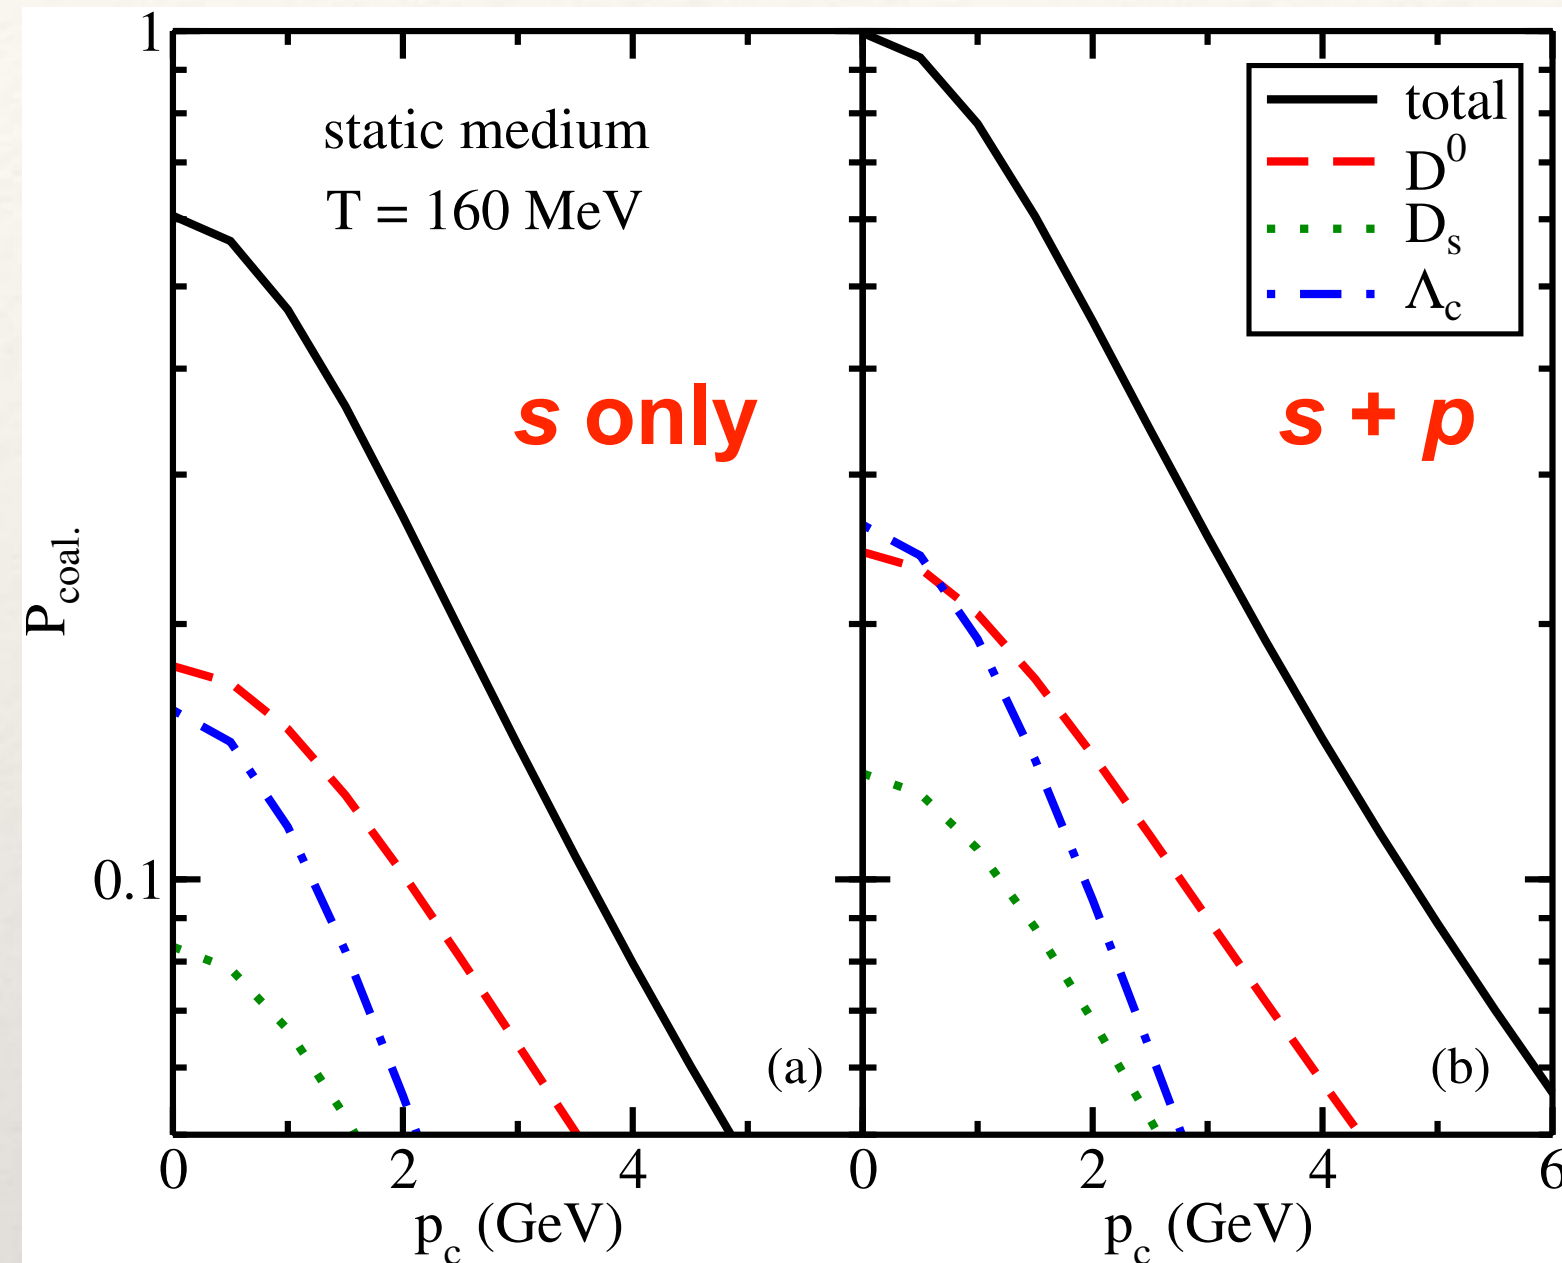 1
0.1
P_coal.
static medium
T = 160 MeV
s only
(a)
0 2 4
p_c (GeV)
total
D^0
D_s
Λ_c
s + p
(b)
0 2 4 6
p_c (GeV)